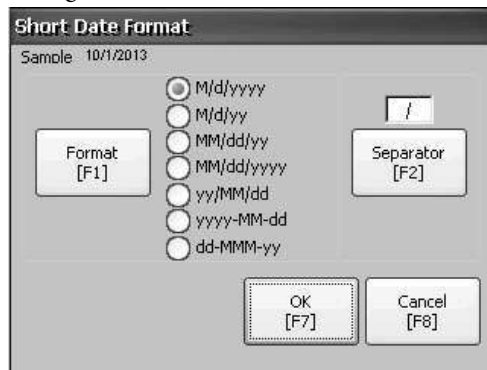 Short Date Format
Sample 10/1/2013
M/d/yyyy
M/d/yy
MM/dd/yy
MM/dd/yyyy
yy/MM/dd
yyyy-MM-dd
dd-MMM-yy
Format
[F1]
/
Separator
[F2]
OK
[F7]
Cancel
[F8]